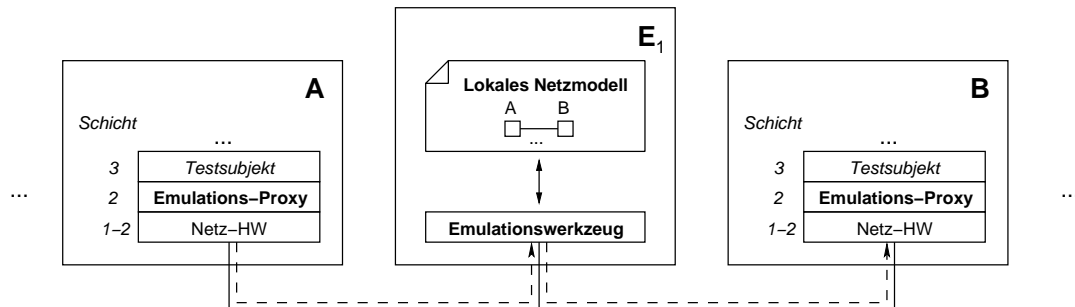 ...
A
Schicht
...
3 Testsubjekt
2 Emulations−Proxy
1−2 Netz−HW
E1
Lokales Netzmodell
A B
...
Emulationswerkzeug
B
Schicht
...
3 Testsubjekt
2 Emulations−Proxy
1−2 Netz−HW
..